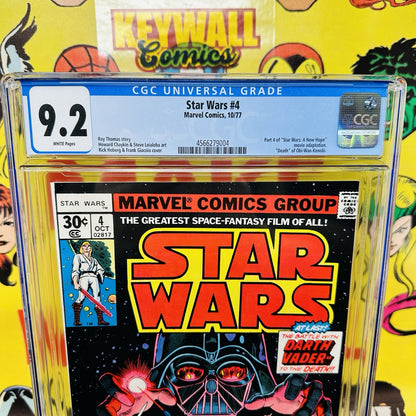 KEYWALL
Comics
CGC UNIVERSAL GRADE
9.2
WHITE Pages
Star Wars #4
Marvel Comics, 10/77
Roy Thomas story
Howard Chaykin & Steve Leialoha art
Rick Hoberg & Frank Giacoia cover
Part 4 of "Star Wars: A New Hope"
movie adaptation.
"Death" of Obi-Wan Kenobi.
4566279004
CGC
STAR WARS
MARVEL COMICS GROUP
THE GREATEST SPACE-FANTASY FILM OF ALL!
30¢
CC
4
OCT
02817
STAR
WARS
AT LAST!
THE BATTLE WITH
DARTH
VADER--
TO THE DEATH!!